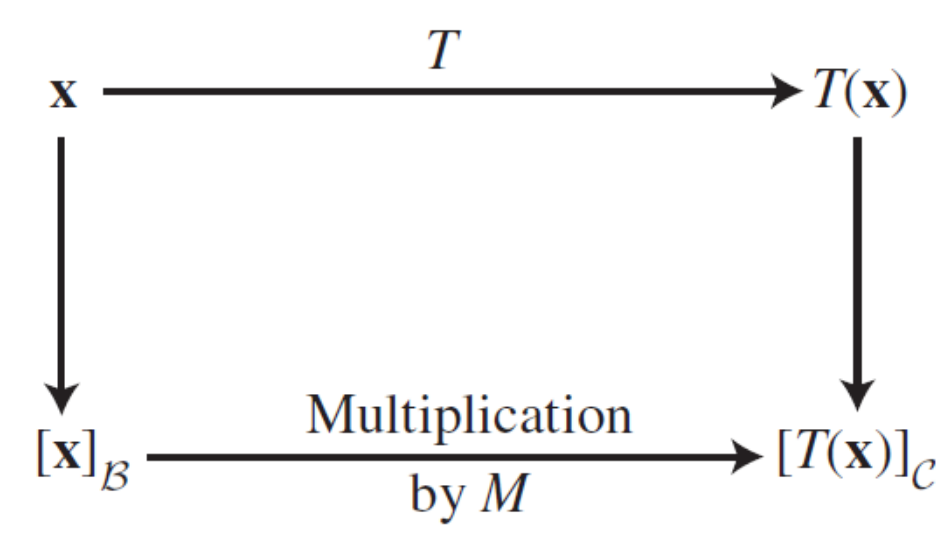 T
x T(x)
Multiplication
[x]_B [T(x)]_C
by M